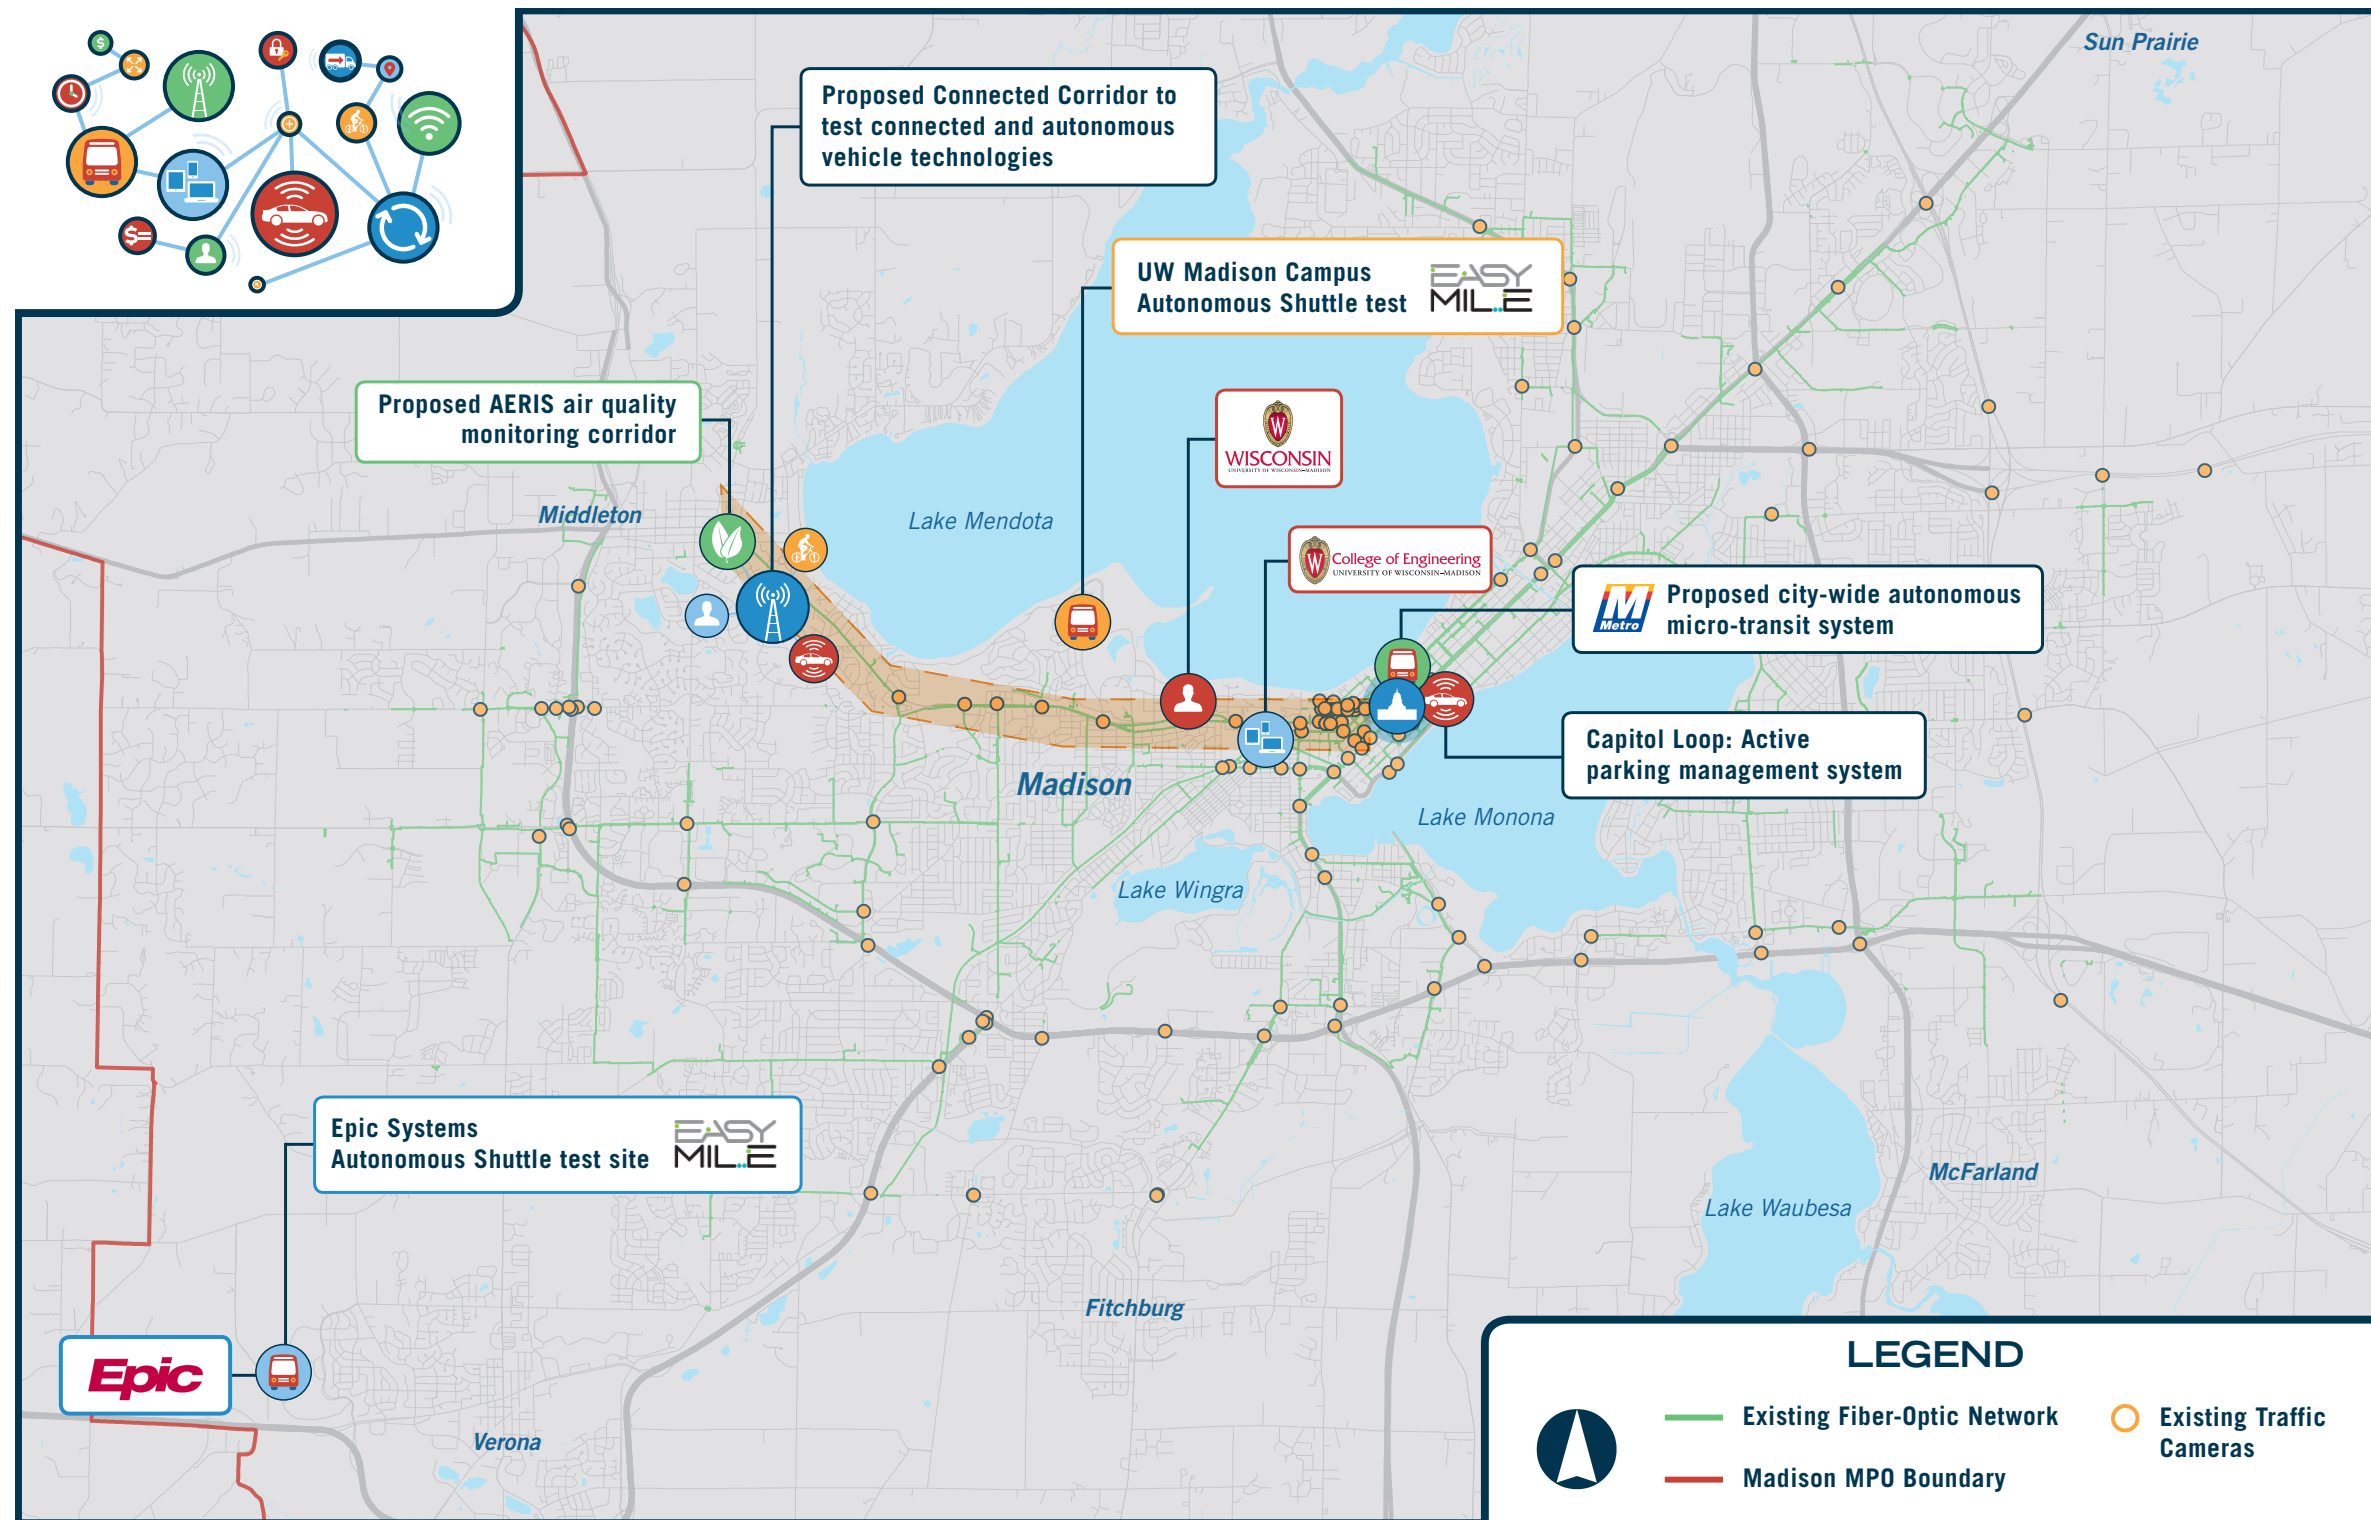 Sun Prairie
Proposed Connected Corridor to
test connected and autonomous
vehicle technologies
UW Madison Campus
Autonomous Shuttle test
EASY
MILE
Proposed AERIS air quality
monitoring corridor
W
WISCONSIN
UNIVERSITY OF WISCONSIN–MADISON
Middleton
Lake Mendota
W
College of Engineering
UNIVERSITY OF WISCONSIN–MADISON
M
Metro
Proposed city-wide autonomous
micro-transit system
Capitol Loop: Active
parking management system
Madison
Lake Monona
Lake Wingra
Epic Systems
Autonomous Shuttle test site
EASY
MILE
McFarland
Lake Waubesa
Fitchburg
Epic
Verona
LEGEND
Existing Fiber-Optic Network
Madison MPO Boundary
Existing Traffic
Cameras